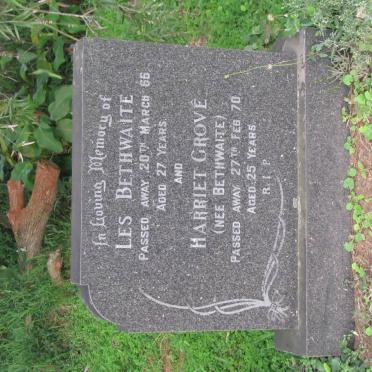 In Loving Memory of
LES BETHWAITE
PASSED AWAY 20TH MARCH 66
AGED 27 YEARS.
AND
HARRIET GROVÉ
(NEE BETHWAITE)
PASSED AWAY 27TH FEB 70
AGED 25 YEARS.
R.I.P